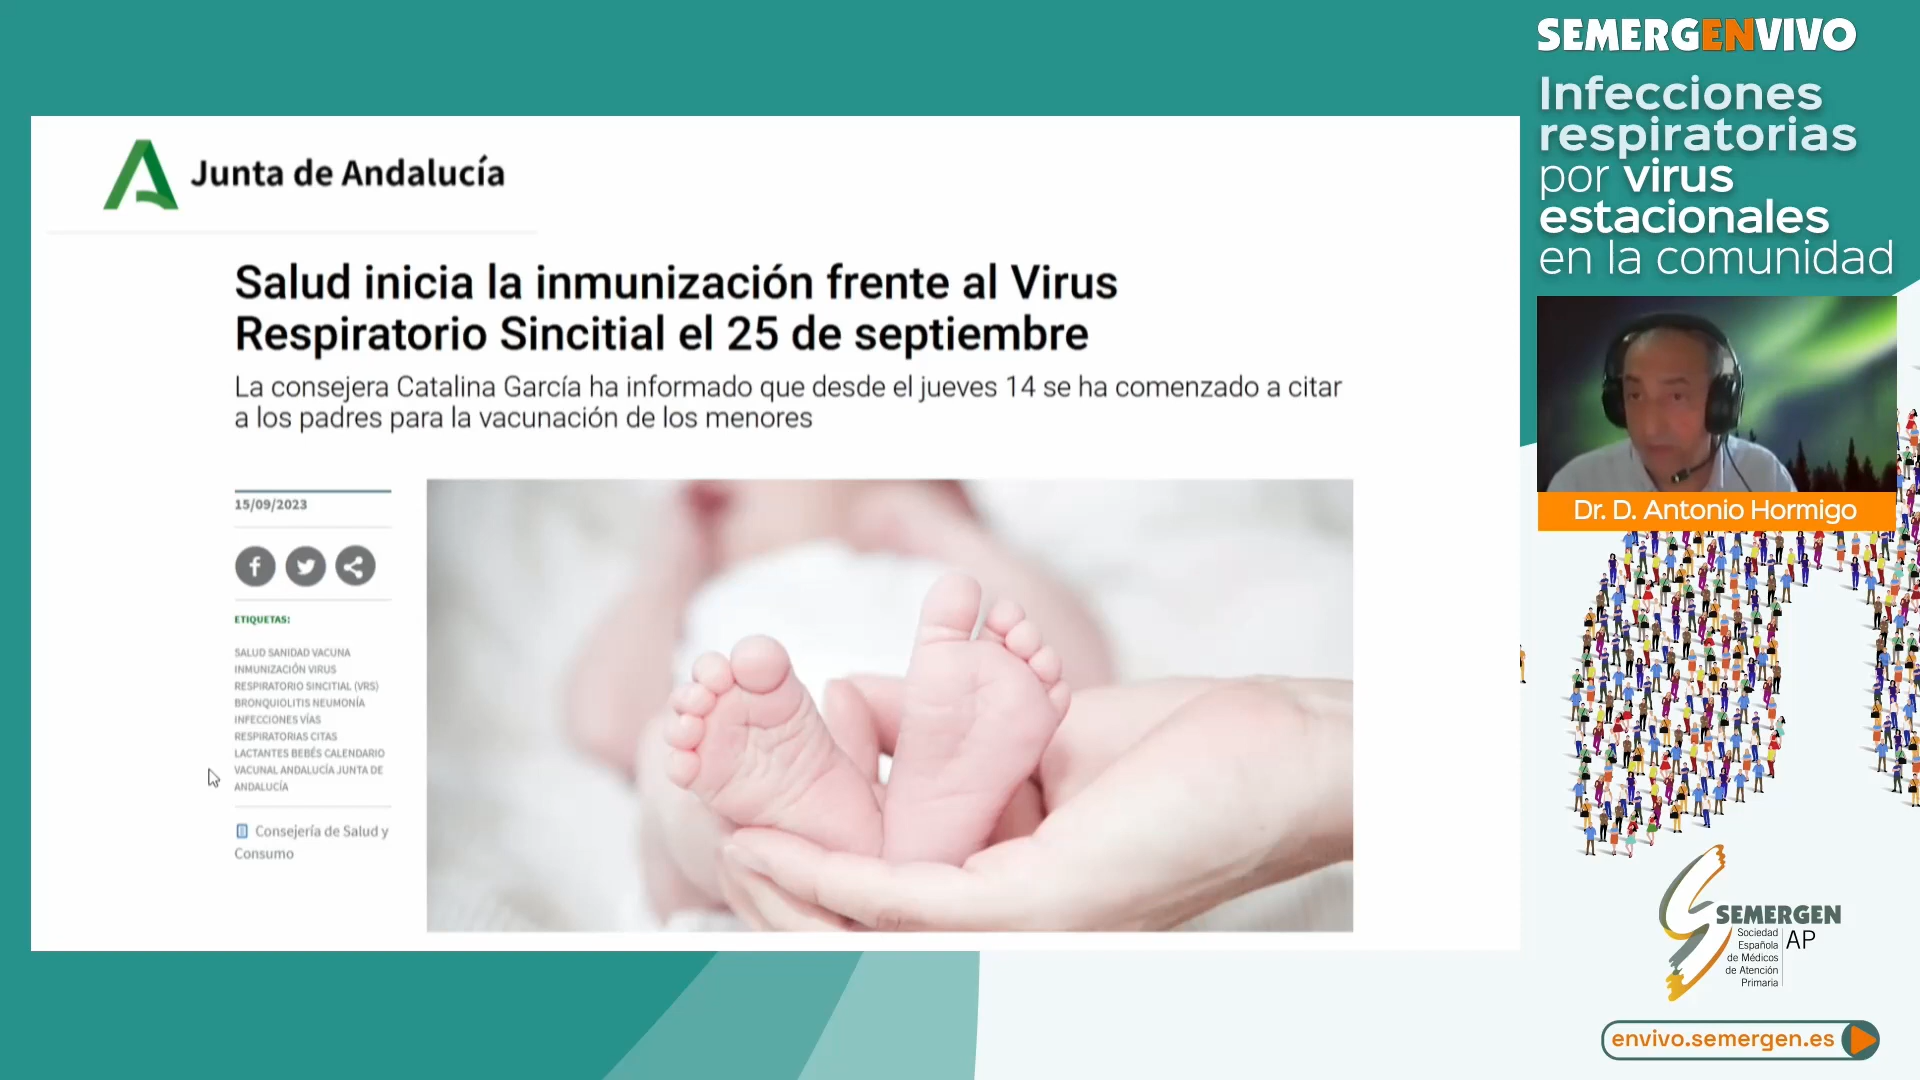 SEMERGENVIVO
Infecciones
respiratorias
por virus
estacionales
en la comunidad
Junta de Andalucía
Salud inicia la inmunización frente al Virus
Respiratorio Sincitial el 25 de septiembre
La consejera Catalina García ha informado que desde el jueves 14 se ha comenzado a citar
a los padres para la vacunación de los menores
15/09/2023
ETIQUETAS:
SALUD SANIDAD VACUNA
INMUNIZACIÓN VIRUS
RESPIRATORIO SINCITIAL (VRS)
BRONQUIOLITIS NEUMONÍA
INFECCIONES VÍAS
RESPIRATORIAS CITAS
LACTANTES BEBÉS CALENDARIO
VACUNAL ANDALUCÍA JUNTA DE
ANDALUCÍA
Consejería de Salud y
Consumo
Dr. D. Antonio Hormigo
SEMERGEN
Sociedad
Española
de Médicos
de Atención
Primaria
AP
envivo.semergen.es